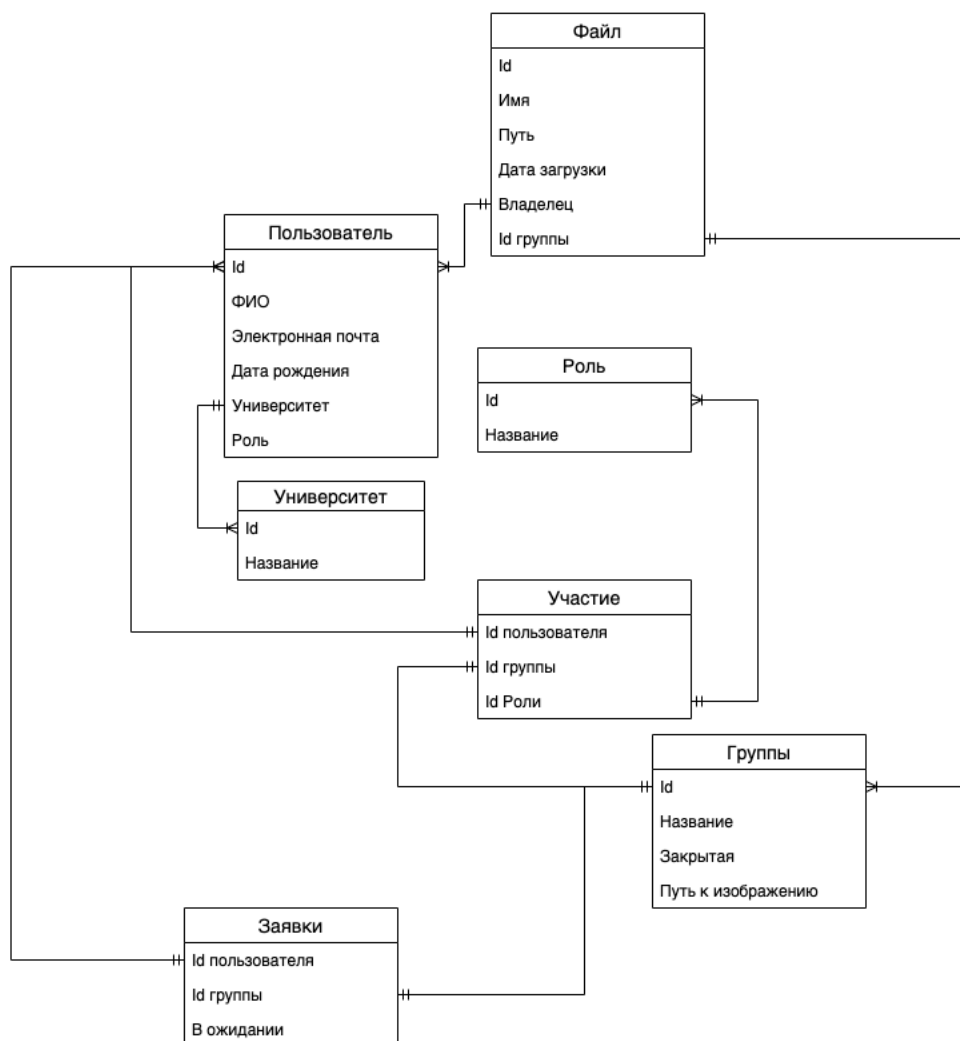 Файл
Id
Имя
Путь
Дата загрузки
Владелец
Id группы
Пользователь
Id
ФИО
Электронная почта
Дата рождения
Университет
Роль
Роль
Id
Название
Университет
Id
Название
Участие
Id пользователя
Id группы
Id Роли
Группы
Id
Название
Закрытая
Путь к изображению
Заявки
Id пользователя
Id группы
В ожидании